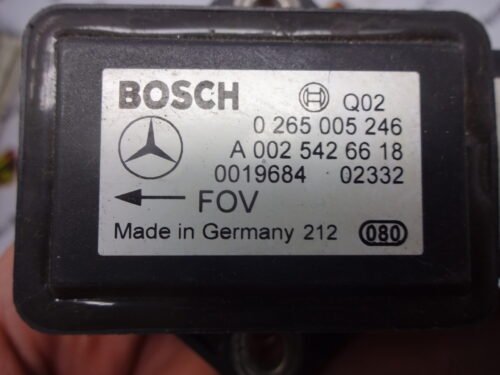 BOSCH Q02
0 265 005 246
A 002 542 66 18
0019684 02332
FOV
Made in Germany 212 080